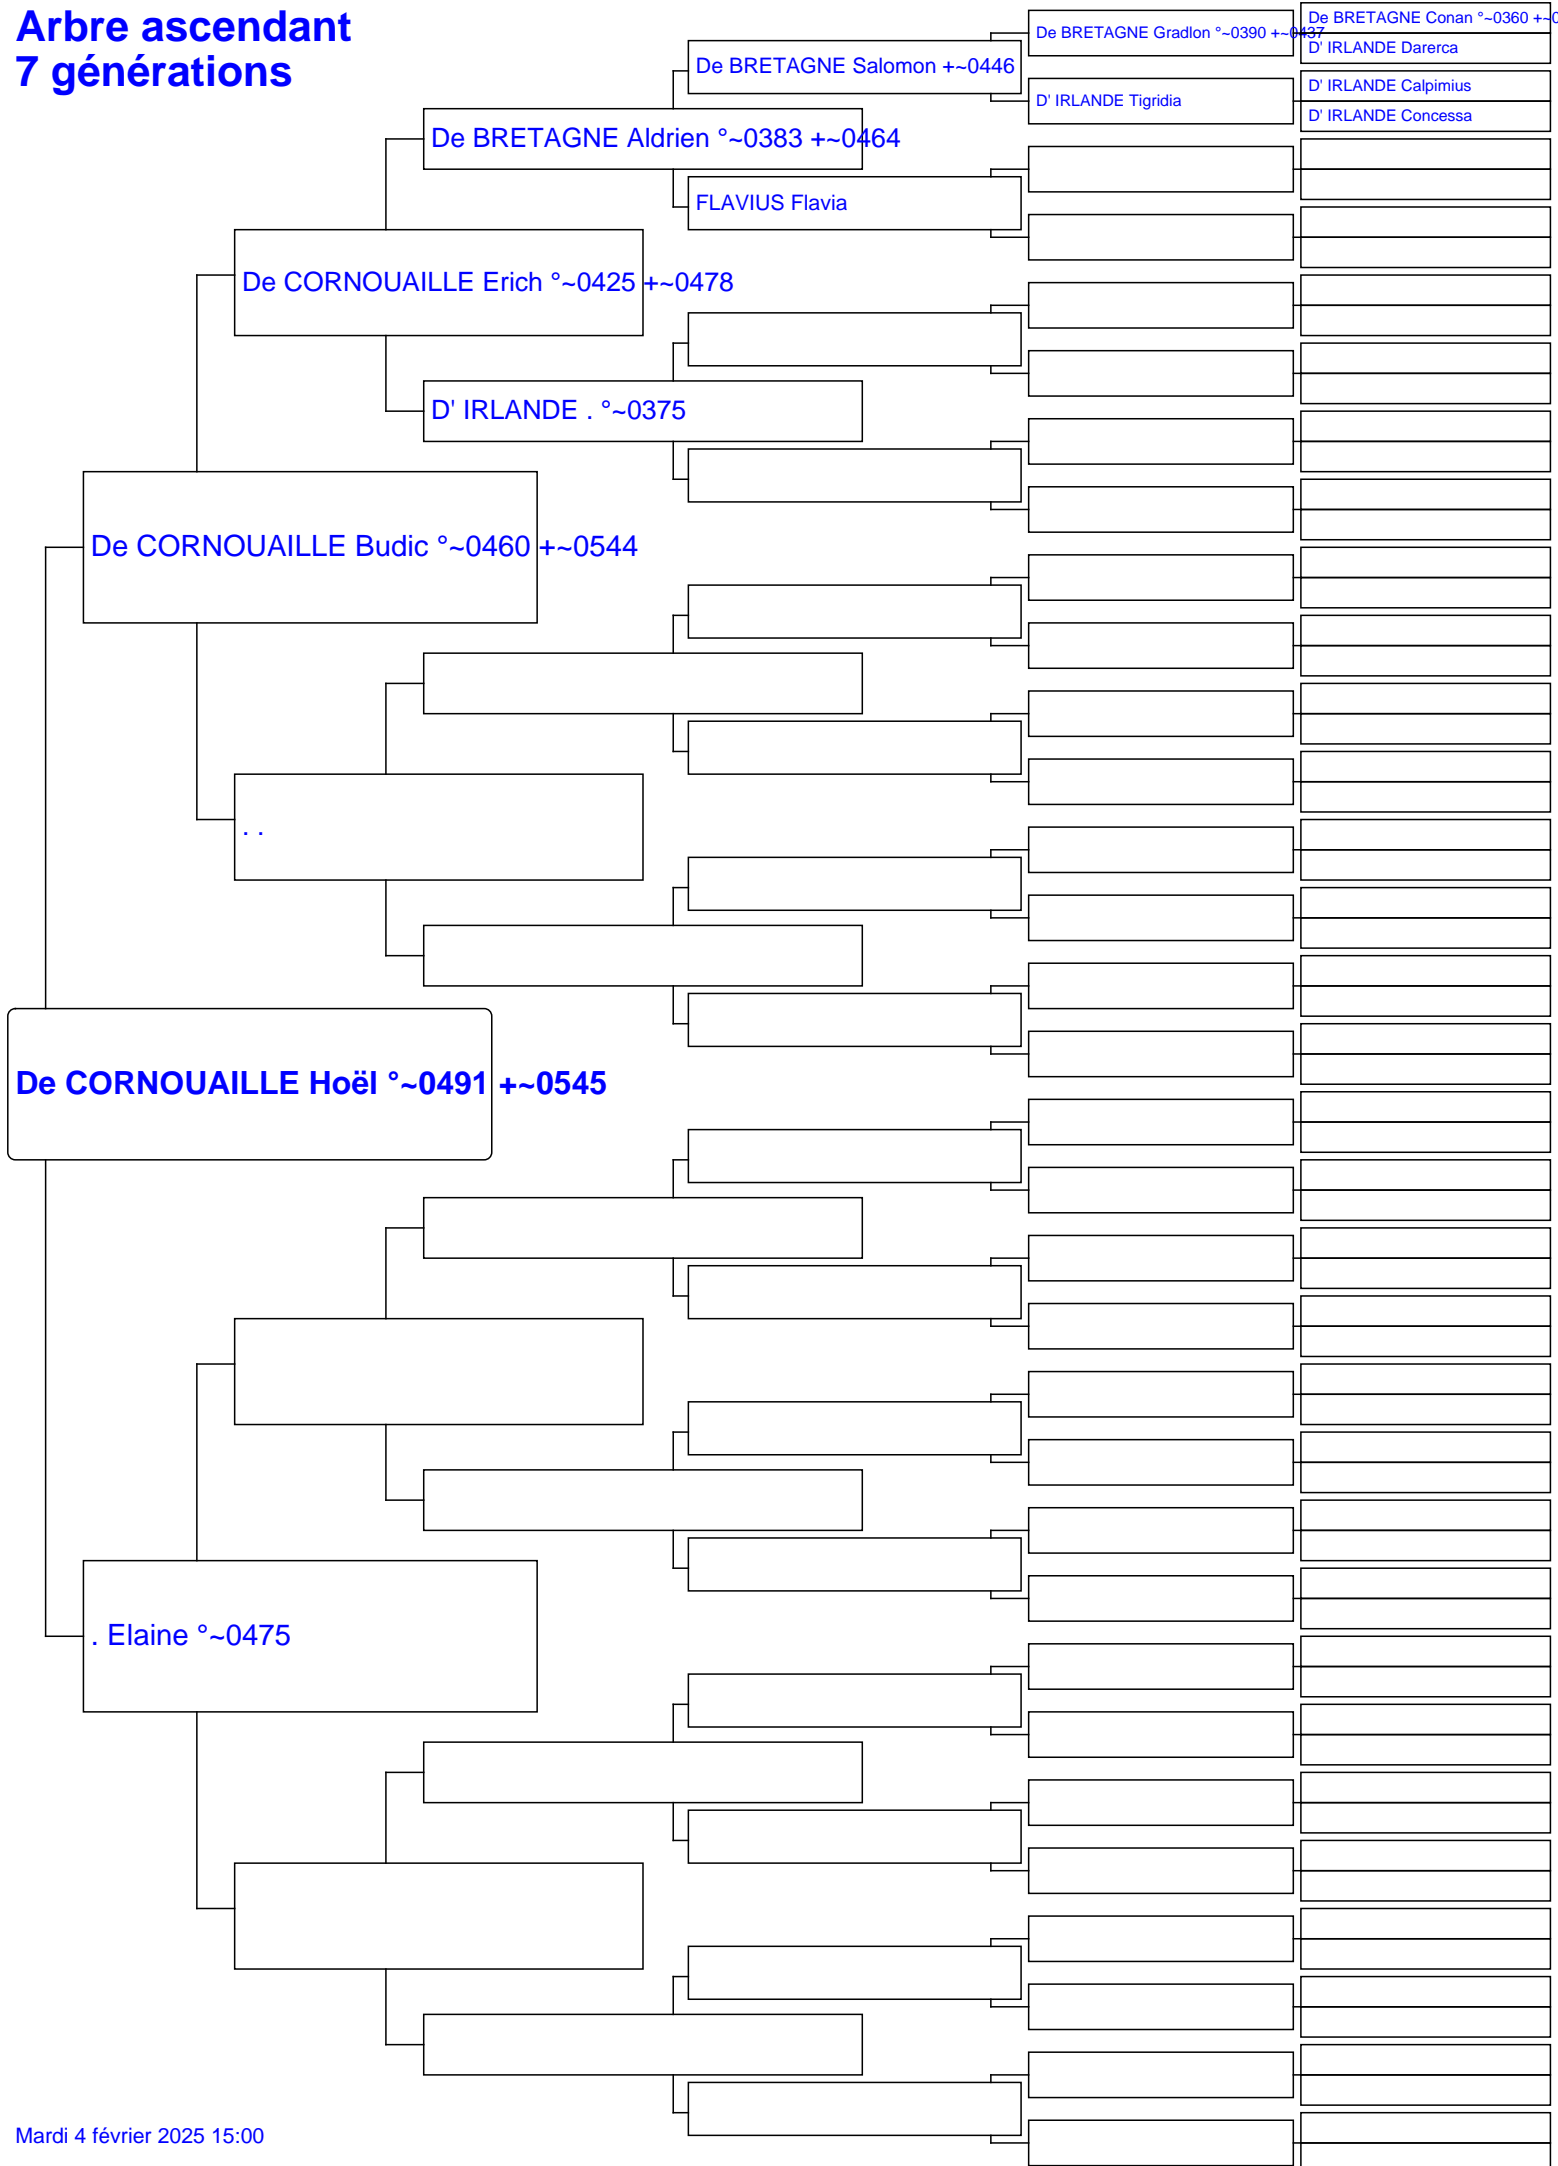 Arbre ascendant
7 générations
De BRETAGNE Conan °~0360 +~0
De BRETAGNE Gradlon °~0390 +~0437
D' IRLANDE Darerca
De BRETAGNE Salomon +~0446
D' IRLANDE Calpimius
D' IRLANDE Tigridia
D' IRLANDE Concessa
De BRETAGNE Aldrien °~0383 +~0464
FLAVIUS Flavia
De CORNOUAILLE Erich °~0425 +~0478
D' IRLANDE . °~0375
De CORNOUAILLE Budic °~0460 +~0544
. .
De CORNOUAILLE Hoël °~0491 +~0545
. Elaine °~0475
Mardi 4 février 2025 15:00